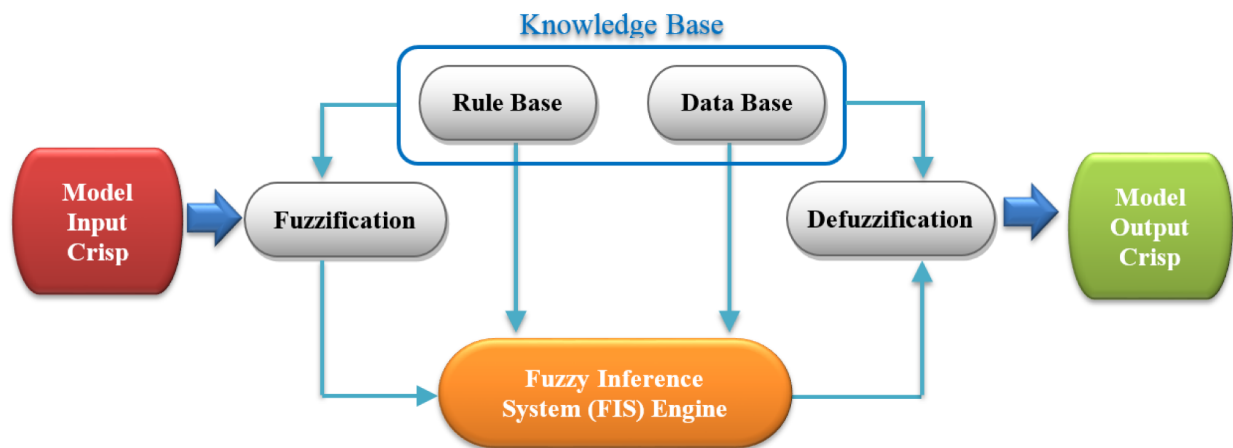 Knowledge Base
Rule Base
Data Base
Model
Input
Crisp
Fuzzification
Defuzzification
Model
Output
Crisp
Fuzzy Inference
System (FIS) Engine